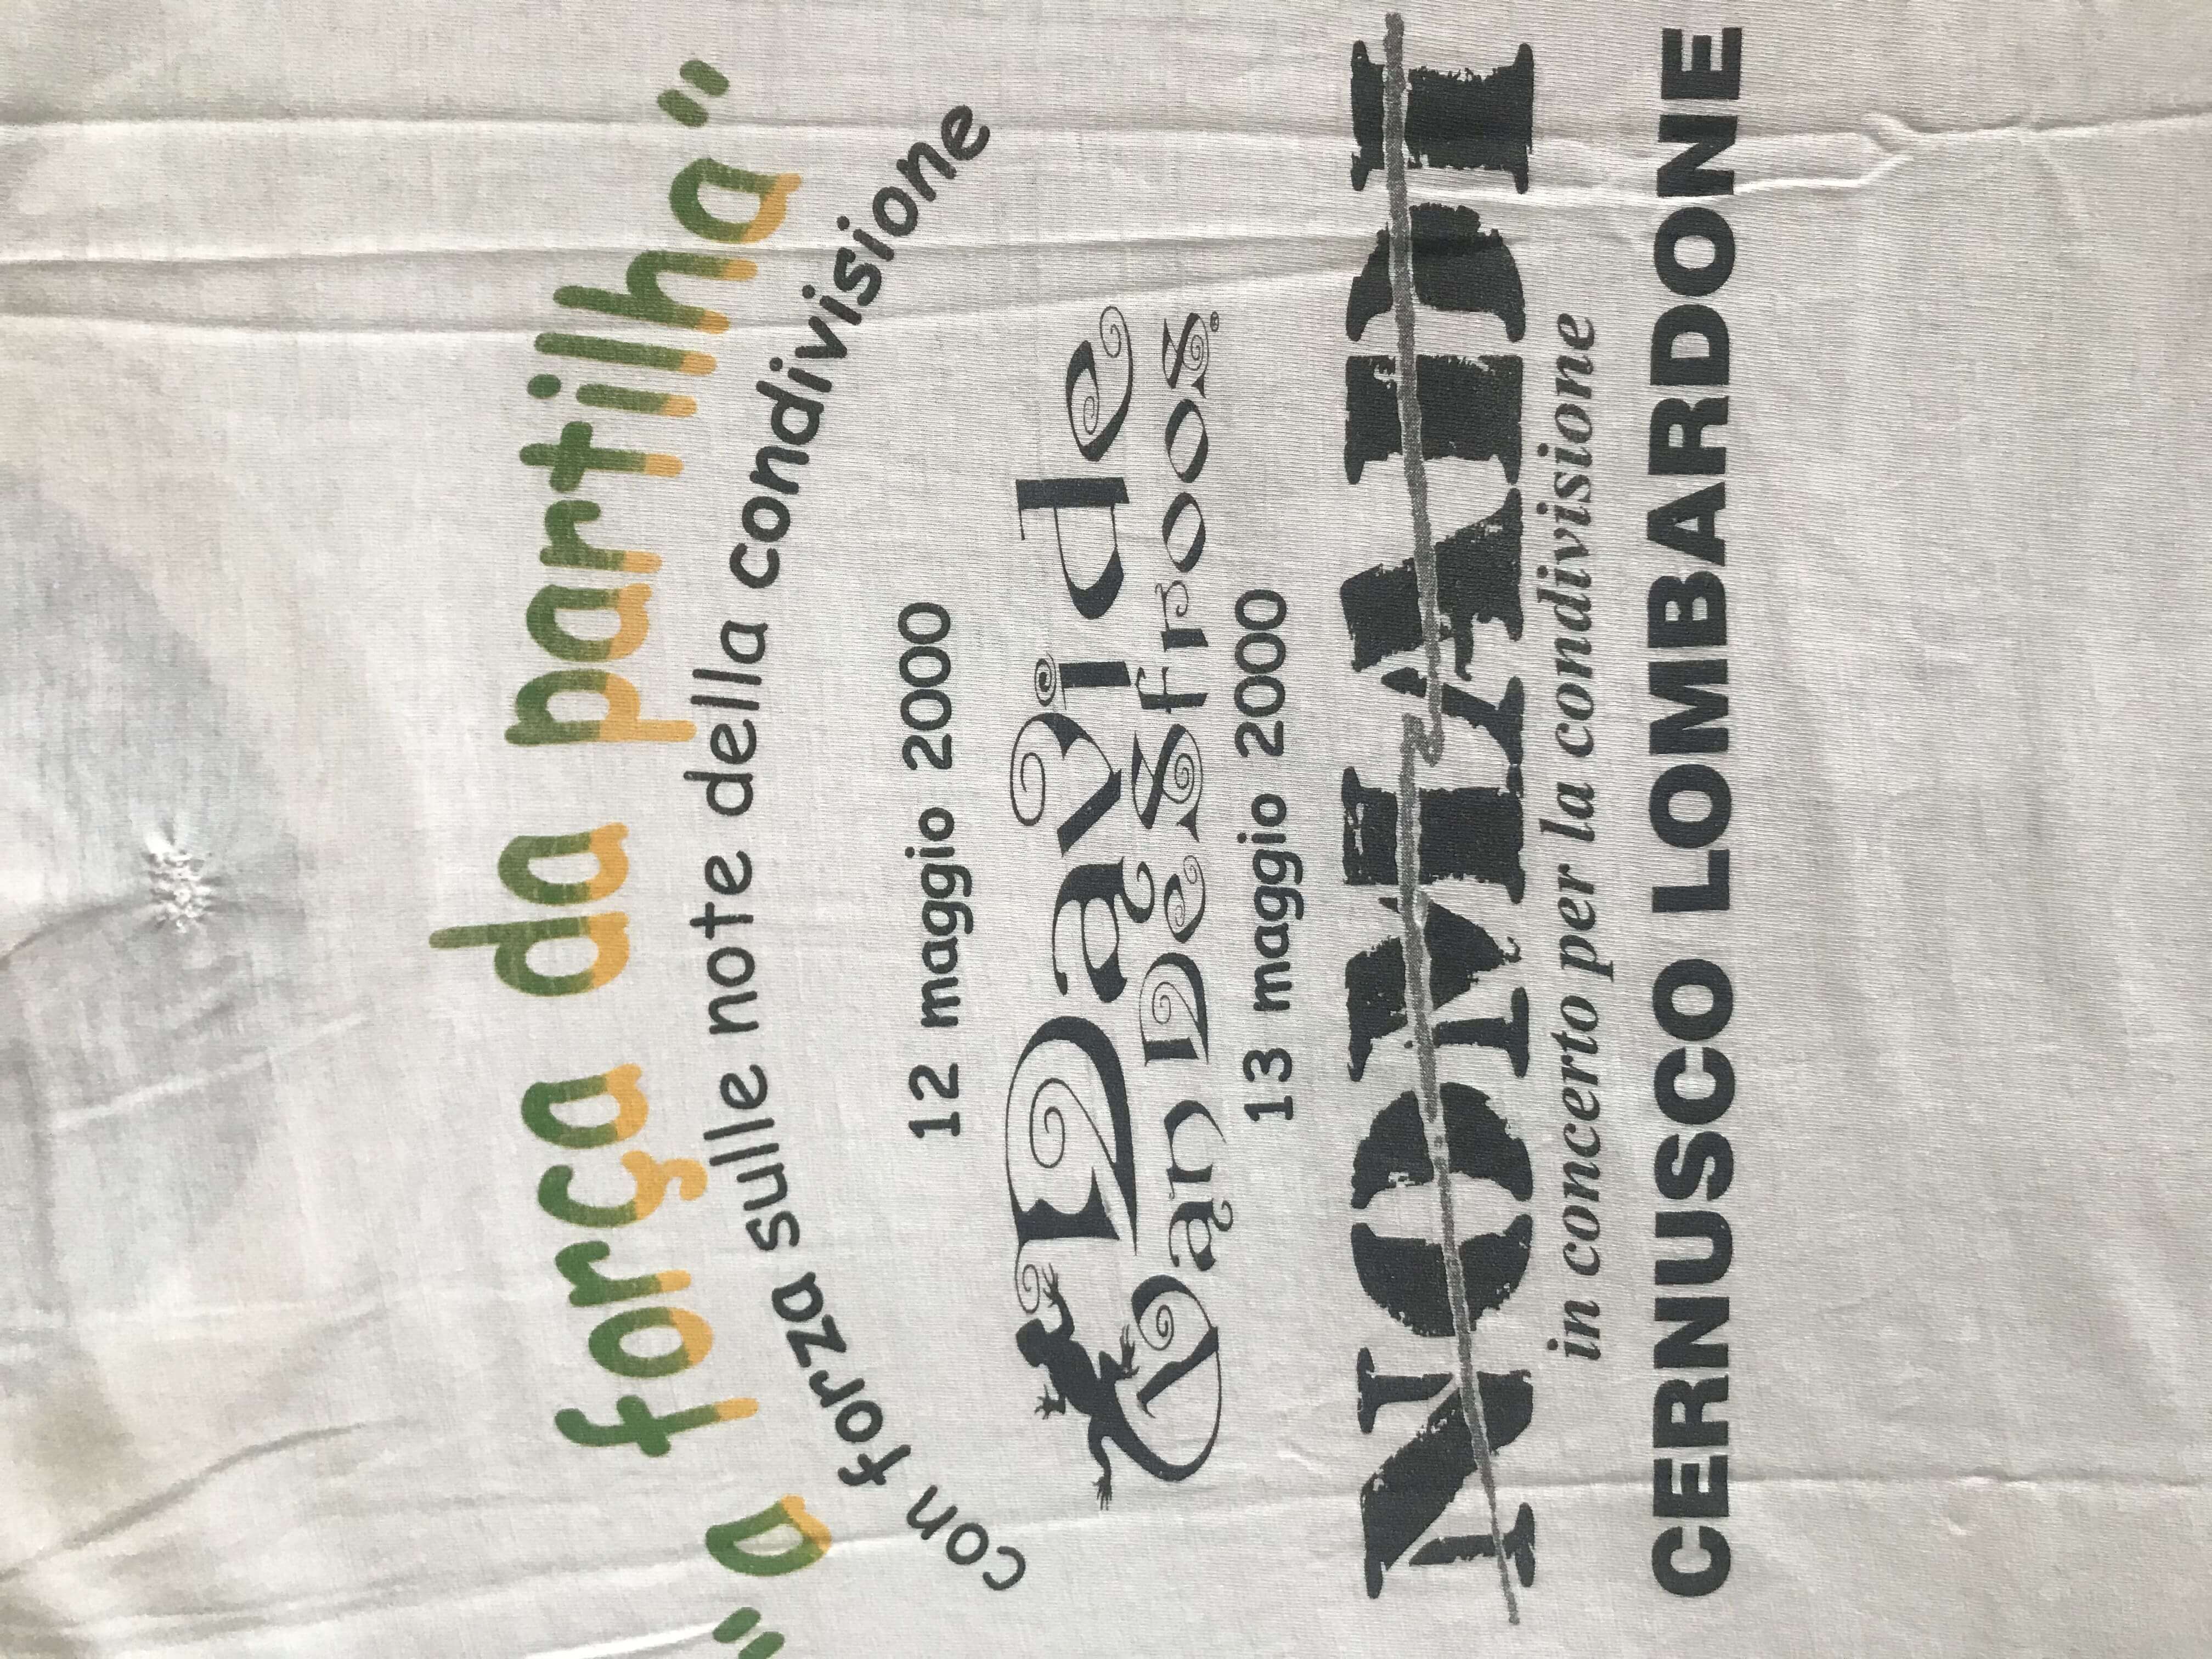 "a força da partilha"
con forza sulle note della condivisione
12 maggio 2000
Davide
Van De Sfroos®
13 maggio 2000
NOMADI
in concerto per la condivisione
CERNUSCO LOMBARDONE